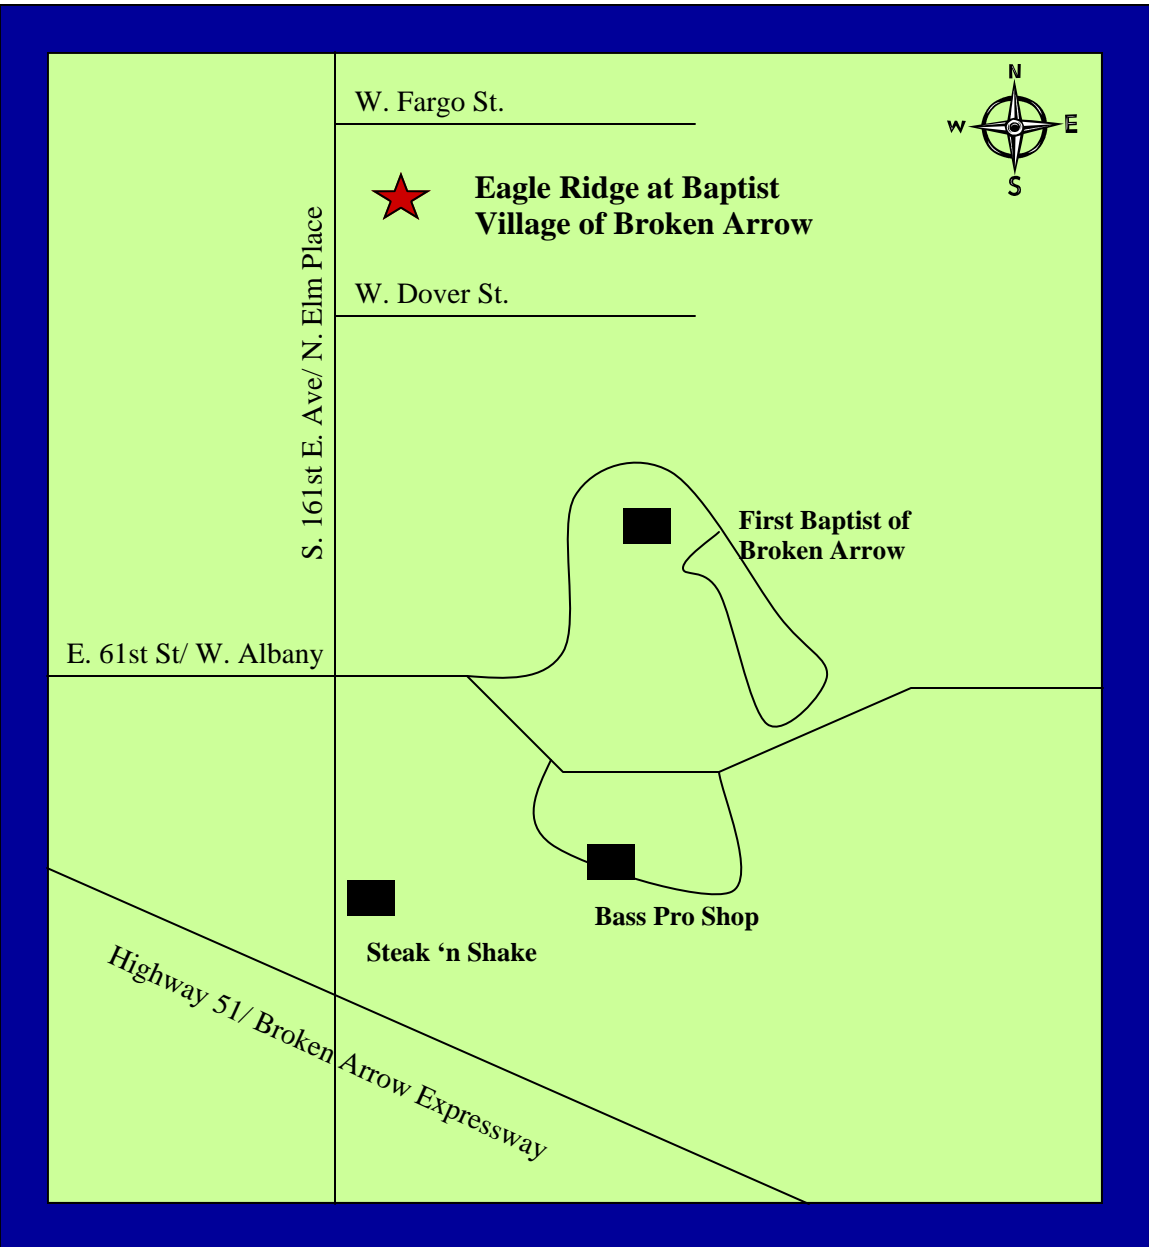 N
W E
S
W. Fargo St.
Eagle Ridge at Baptist
Village of Broken Arrow
W. Dover St.
S. 161st E. Ave/ N. Elm Place
First Baptist of
Broken Arrow
E. 61st St/ W. Albany
Bass Pro Shop
Steak ‘n Shake
Highway 51/ Broken Arrow Expressway